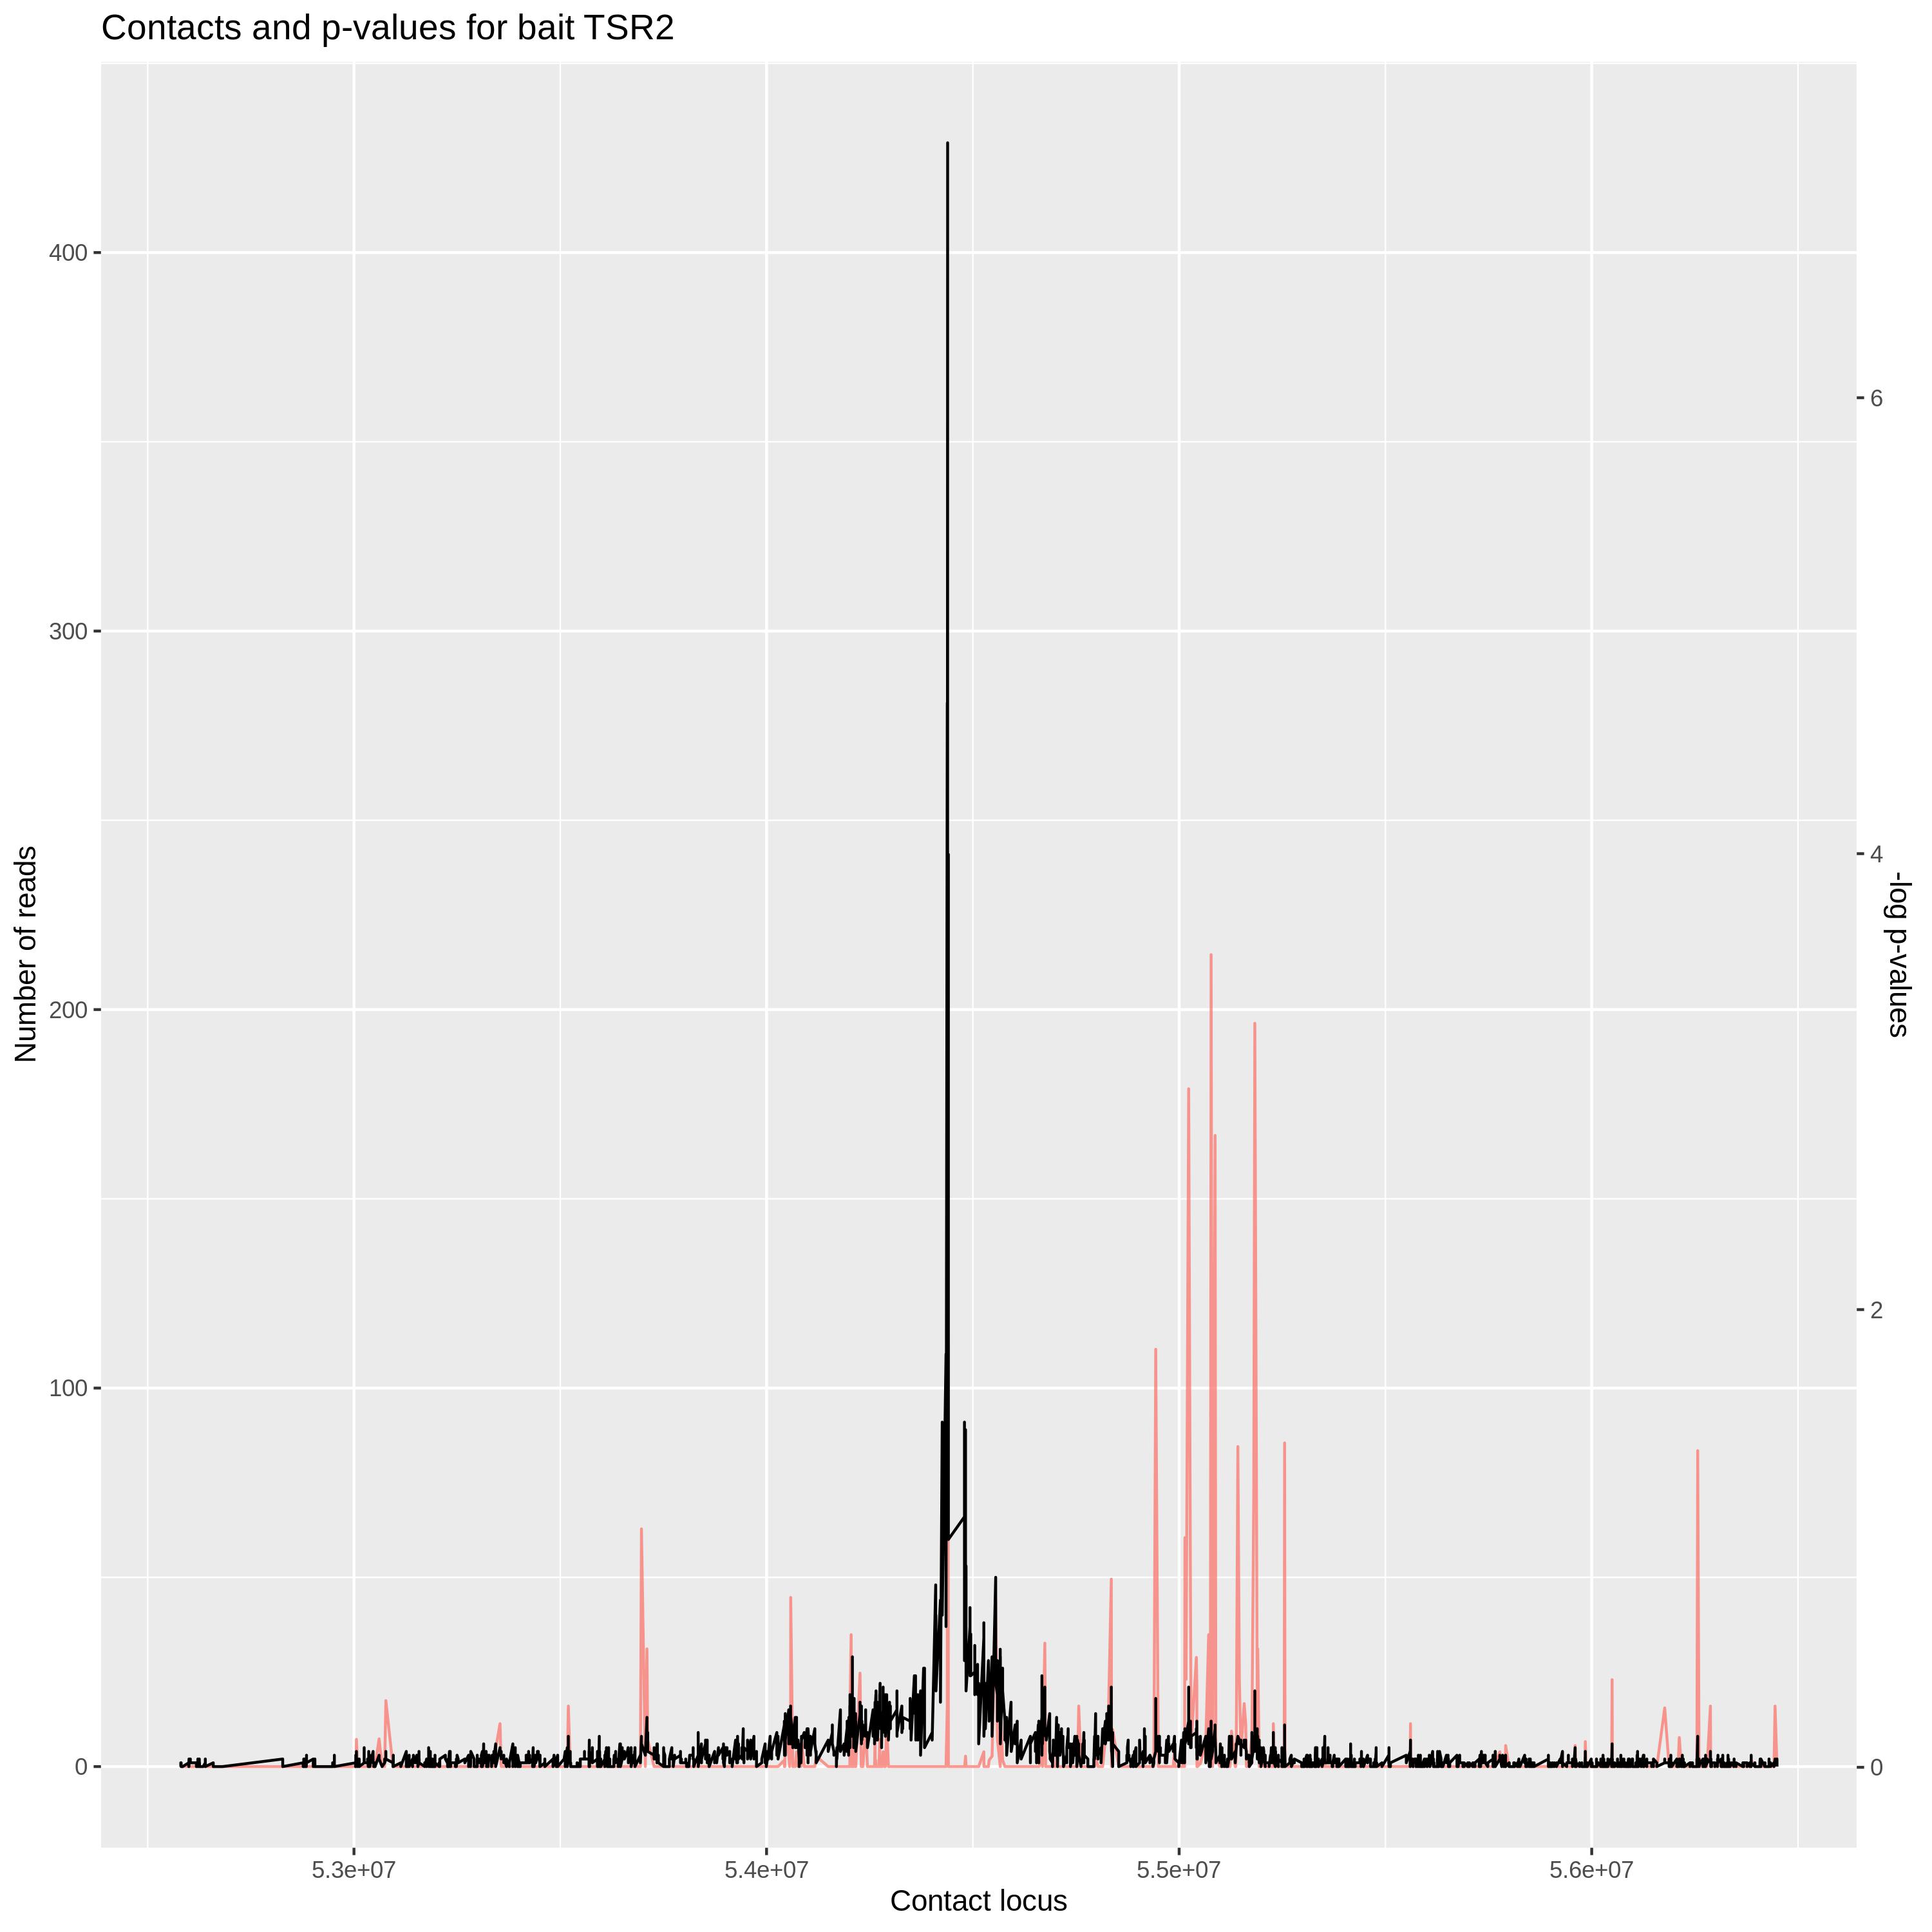 Contacts and p-values for bait TSR2
400
300
200
100
0
Number of reads
6
4
2
0
-log p-values
5.3e+07
5.4e+07
5.5e+07
5.6e+07
Contact locus